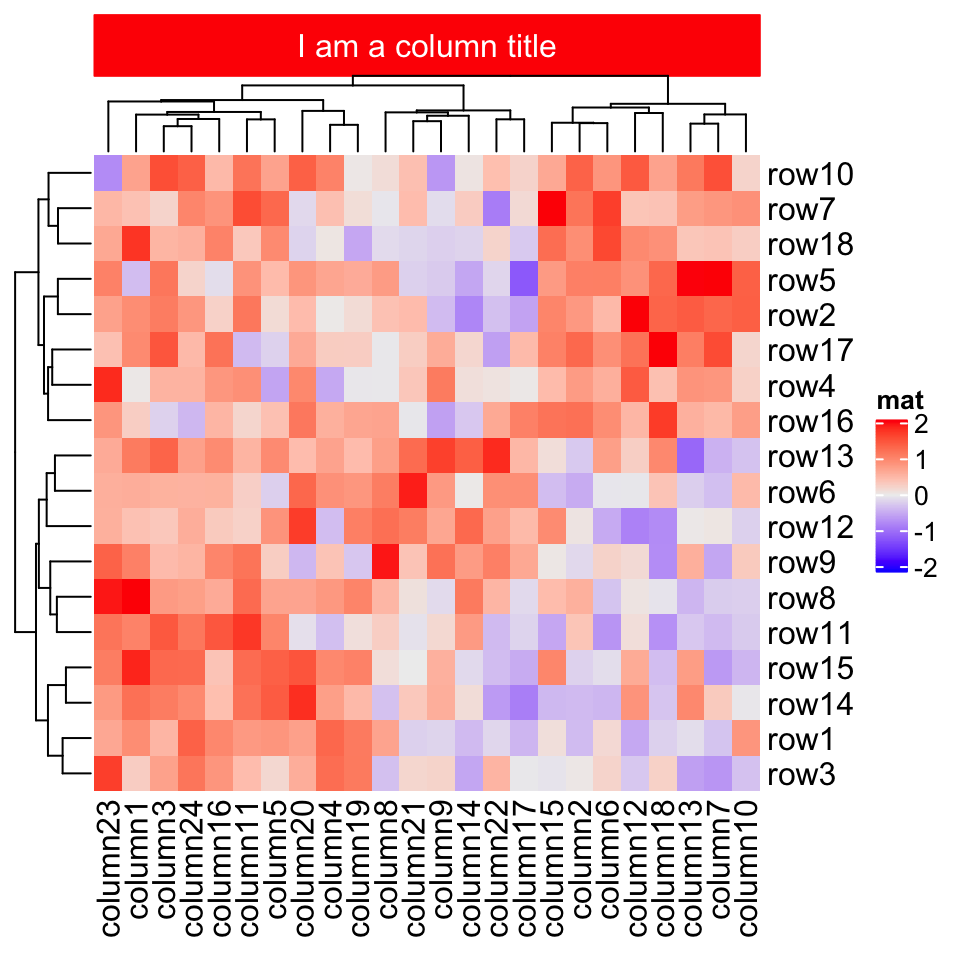 I am a column title
row10
row7
row18
row5
row2
row17
row4
row16
row13
row6
row12
row9
row8
row11
row15
row14
row1
row3
mat
2
1
0
-1
-2
column23
column1
column3
column24
column16
column11
column5
column20
column4
column19
column8
column21
column9
column14
column22
column17
column15
column2
column6
column12
column18
column13
column7
column10